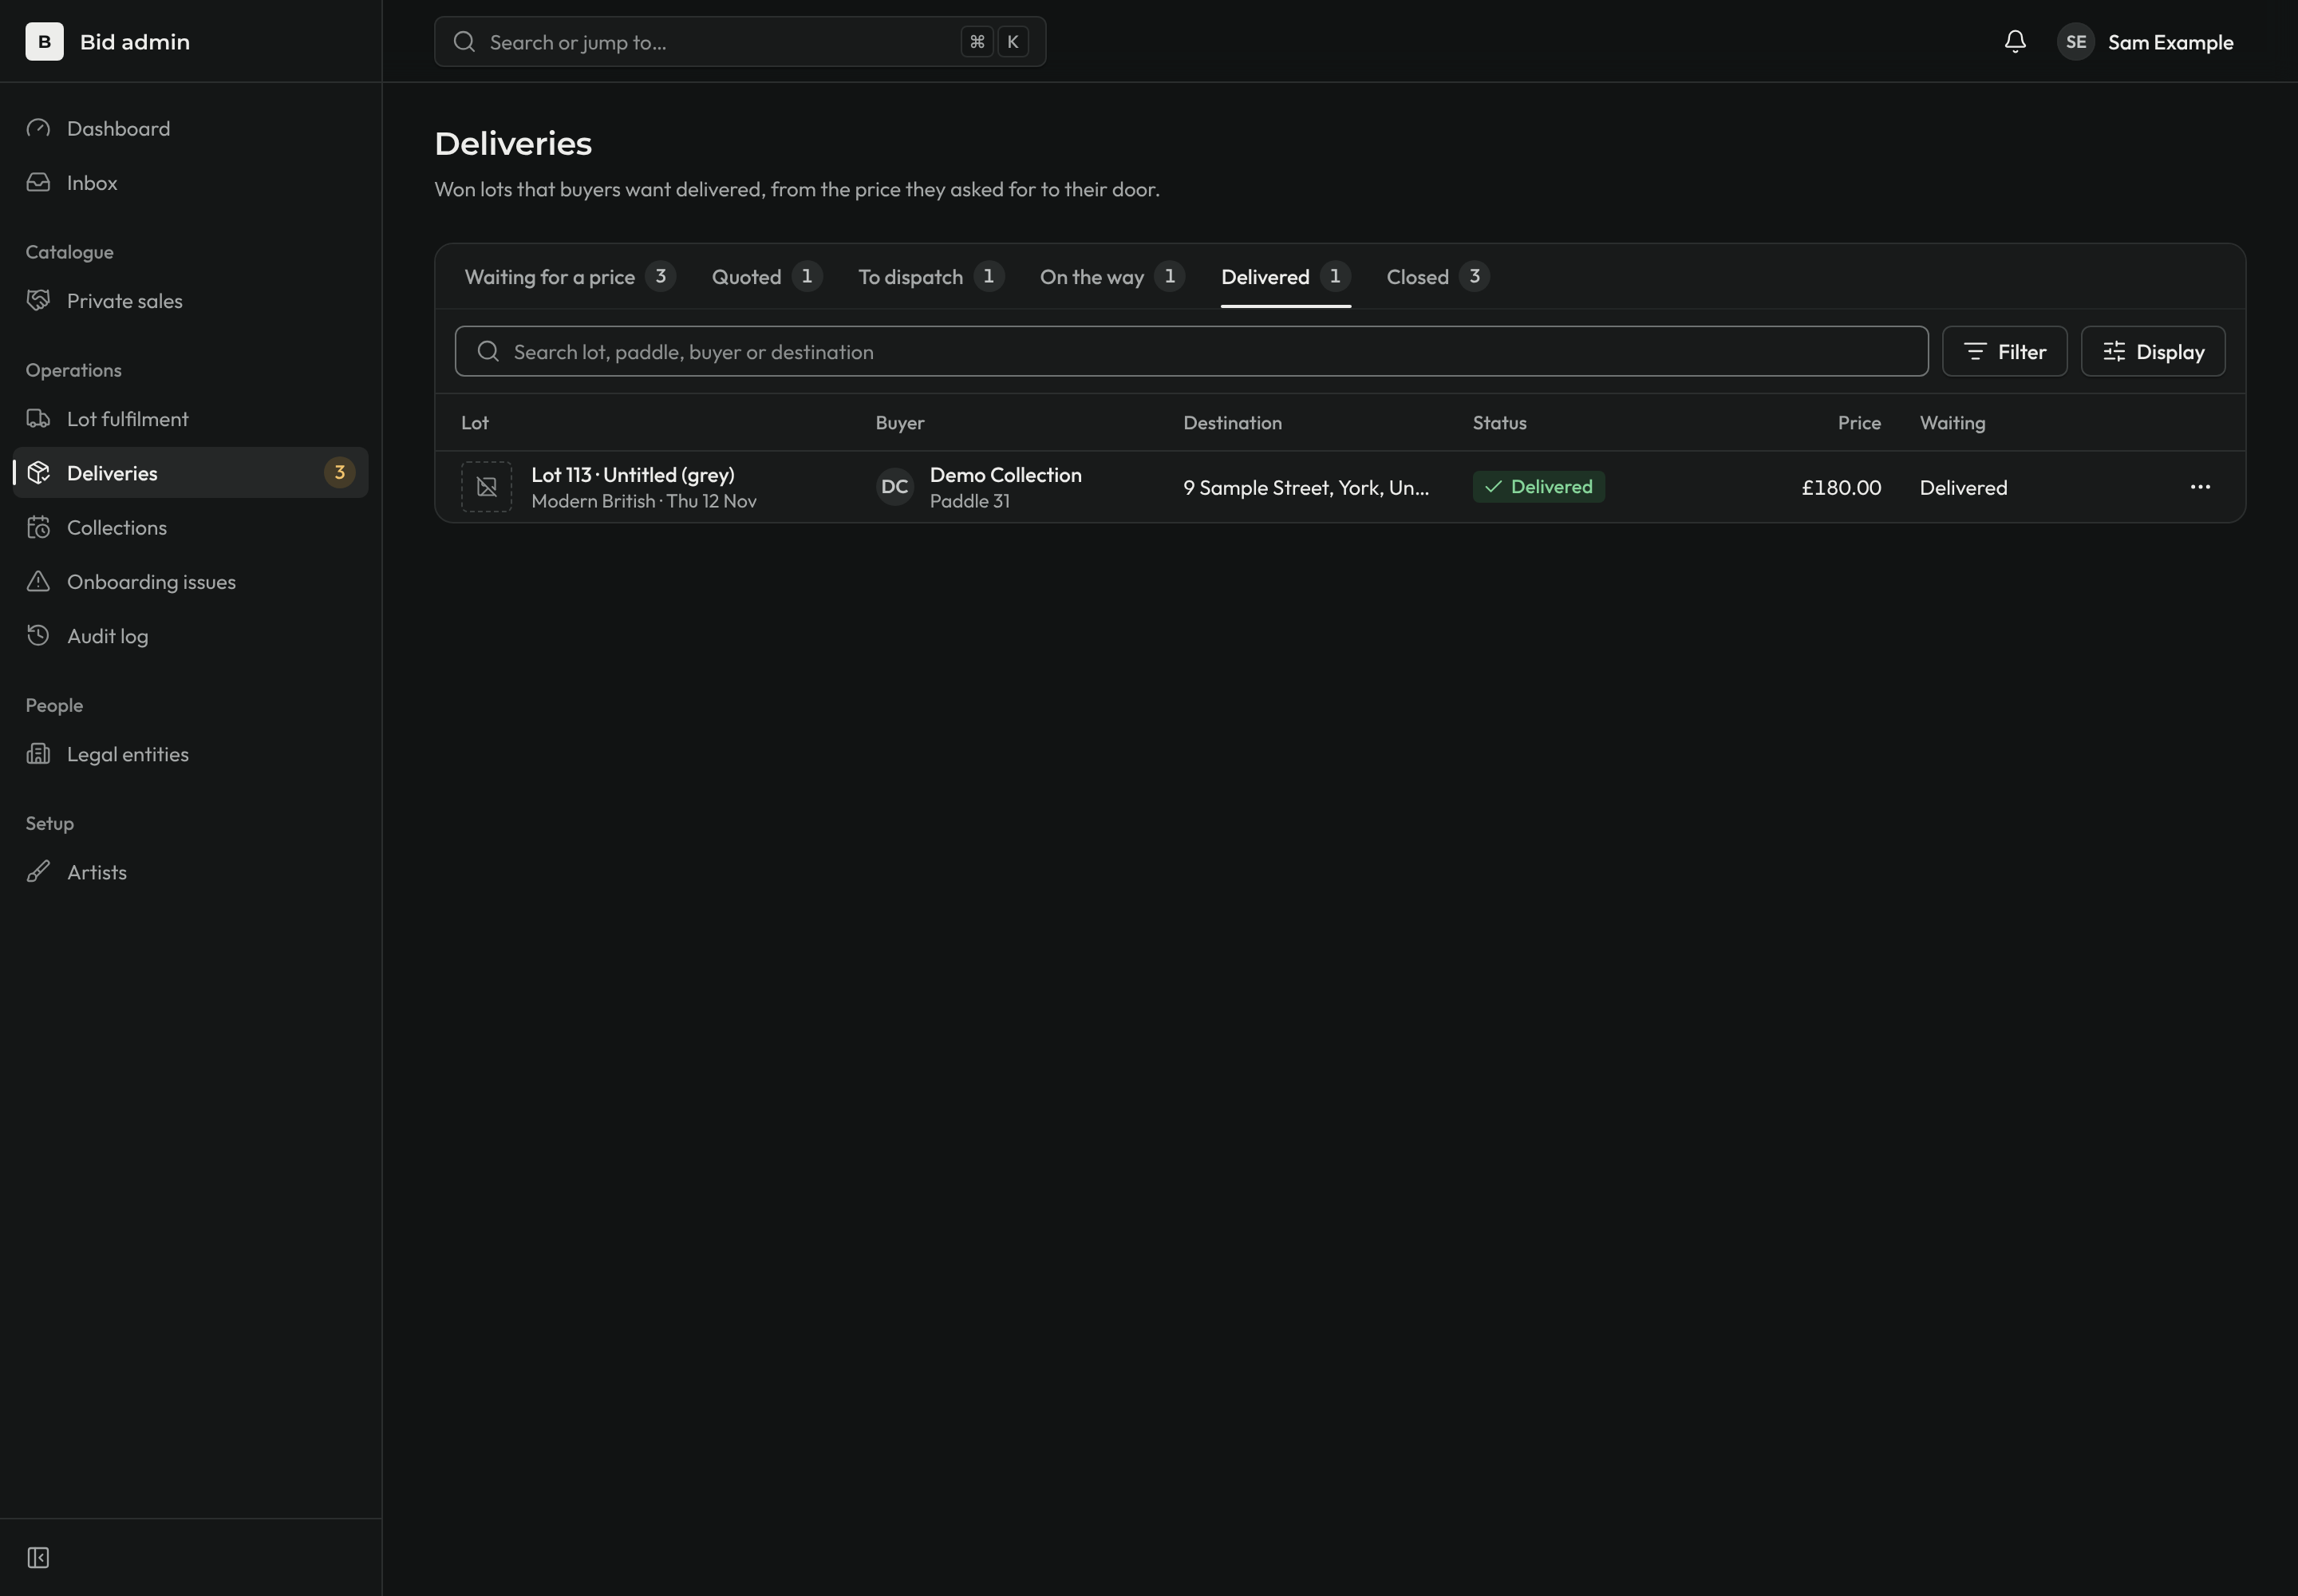 B Bid admin
Search or jump to... ⌘ K
SE Sam Example
Dashboard
Inbox
Catalogue
Private sales
Operations
Lot fulfilment
Deliveries 3
Collections
Onboarding issues
Audit log
People
Legal entities
Setup
Artists
Deliveries
Won lots that buyers want delivered, from the price they asked for to their door.
Waiting for a price 3 Quoted 1 To dispatch 1 On the way 1 Delivered 1 Closed 3
Search lot, paddle, buyer or destination Filter Display
Lot Buyer Destination Status Price Waiting
Lot 113 · Untitled (grey)
Modern British · Thu 12 Nov
DC Demo Collection
Paddle 31
9 Sample Street, York, Un...
Delivered
£180.00
Delivered